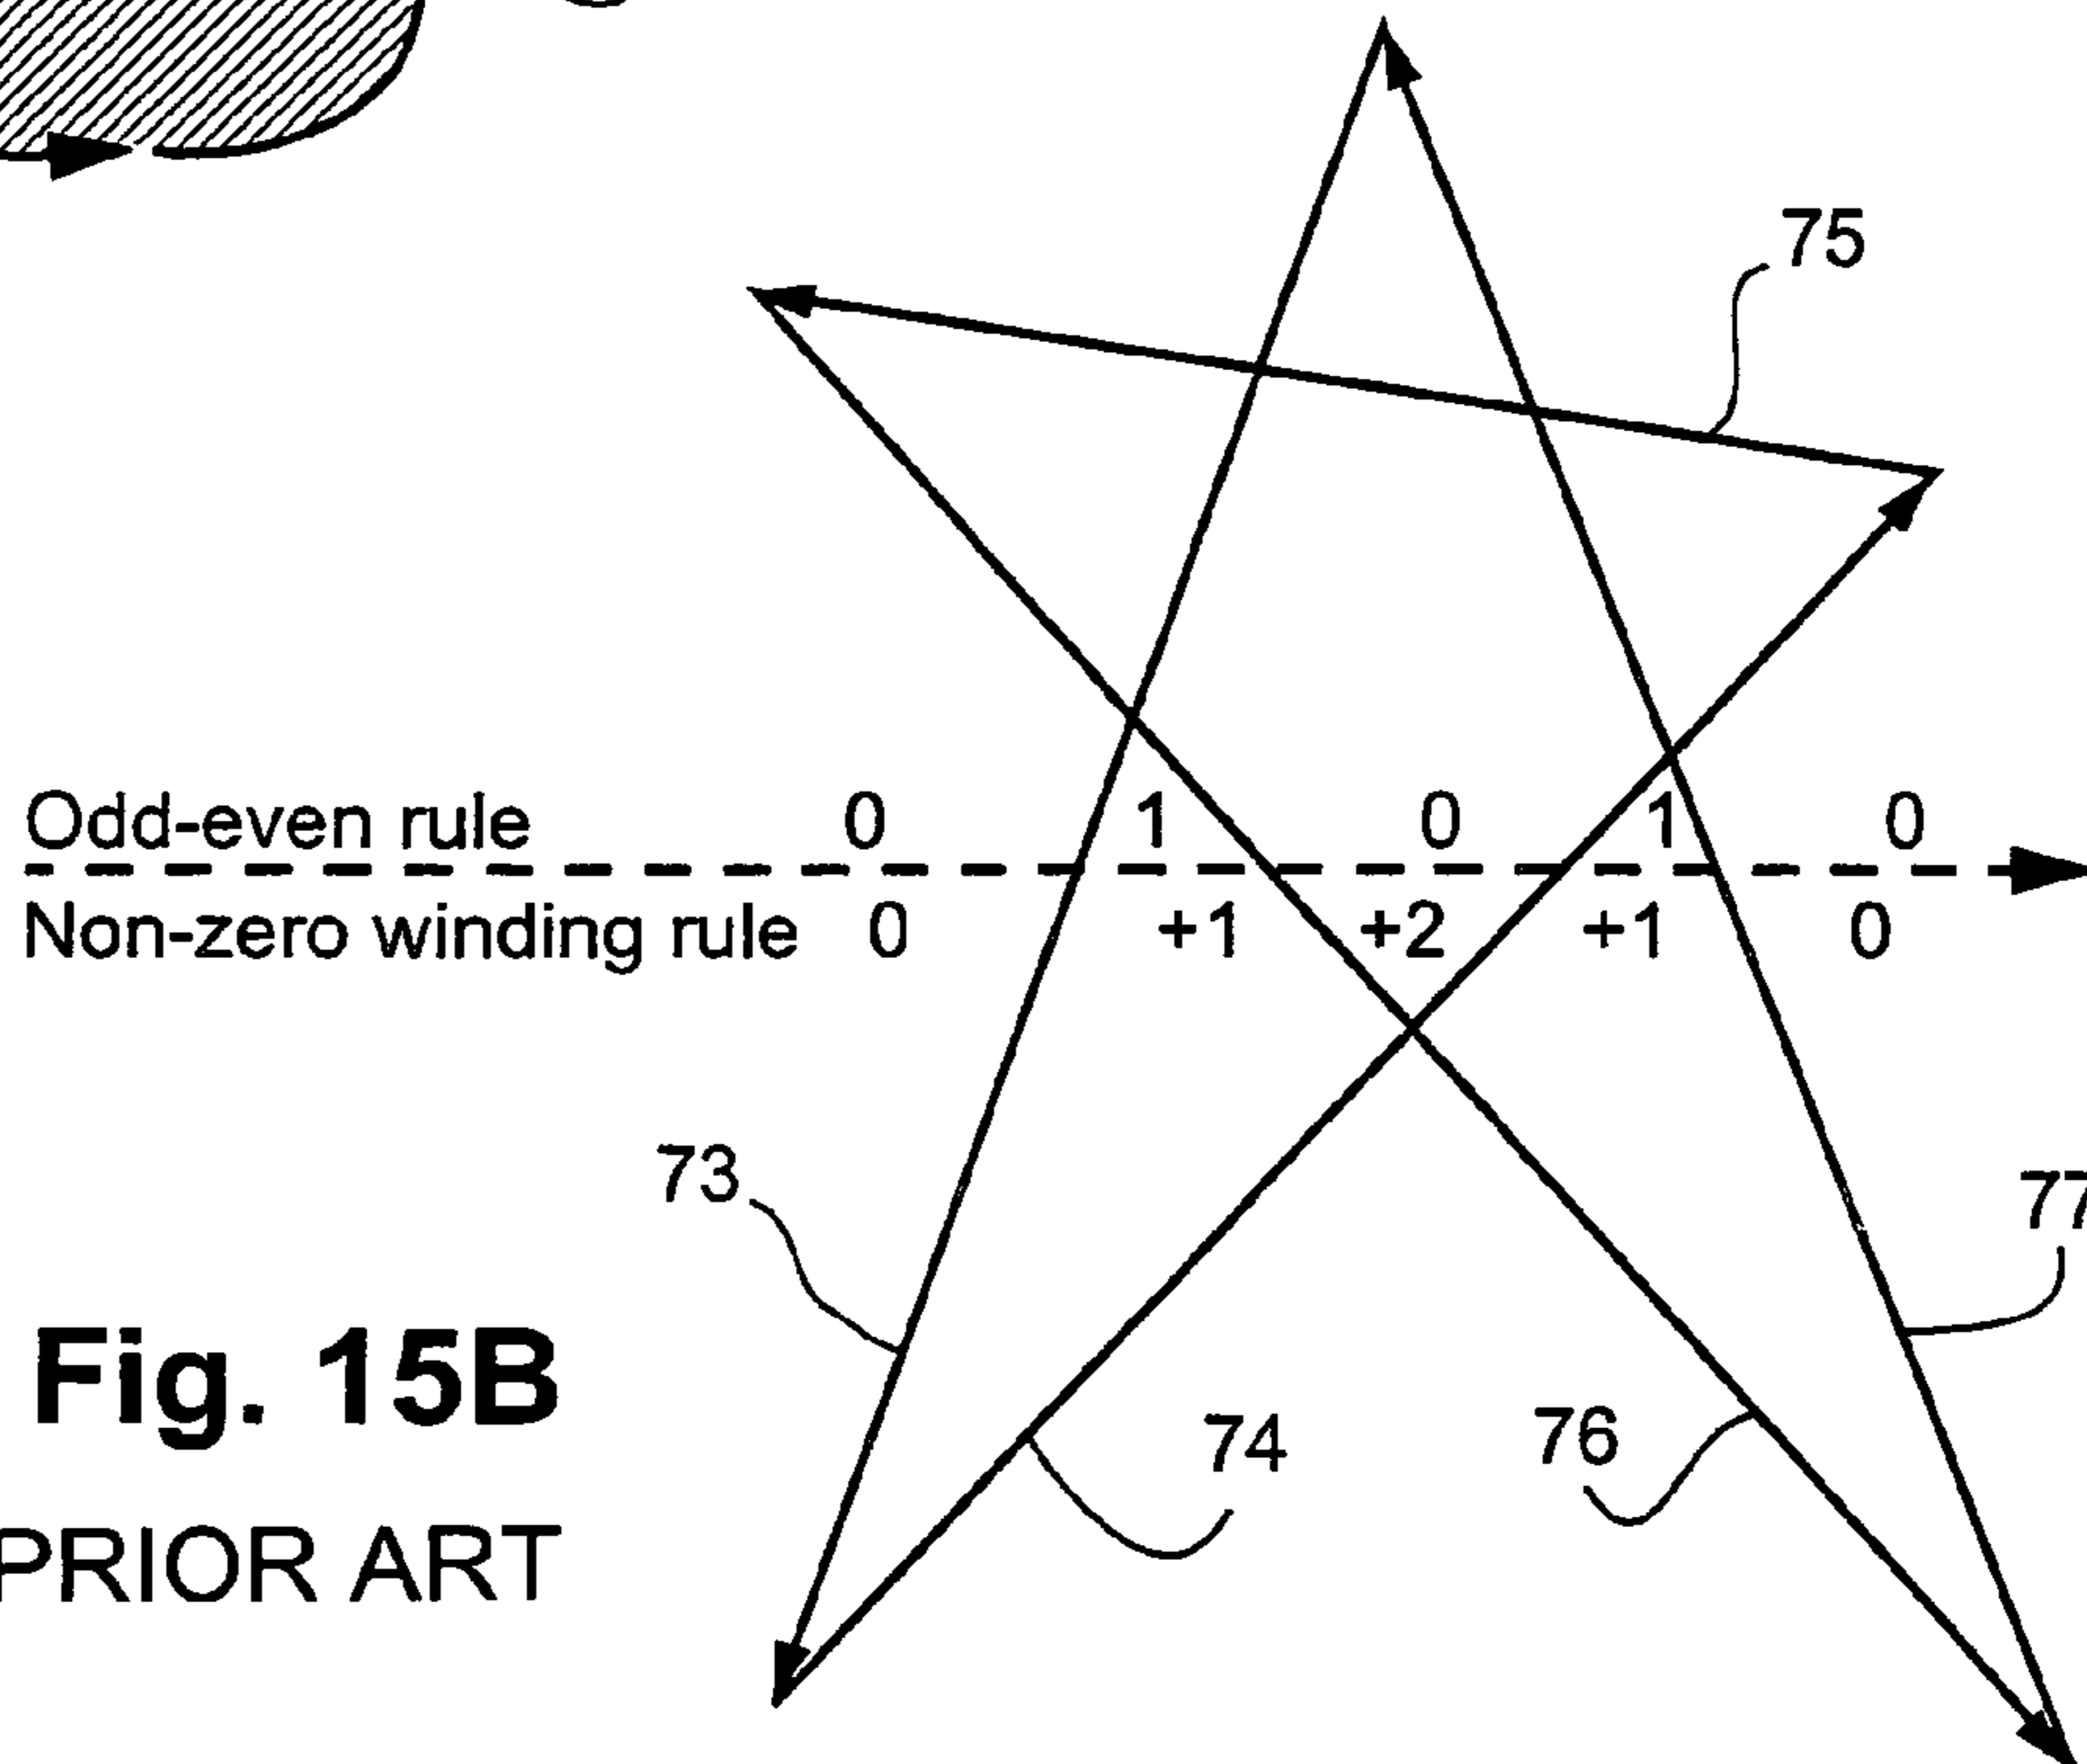 75
Odd-even rule 0 1 0 1 0
Non-zero winding rule 0 +1 +2 +1 0
73
77
Fig. 15B
74
76
PRIOR ART